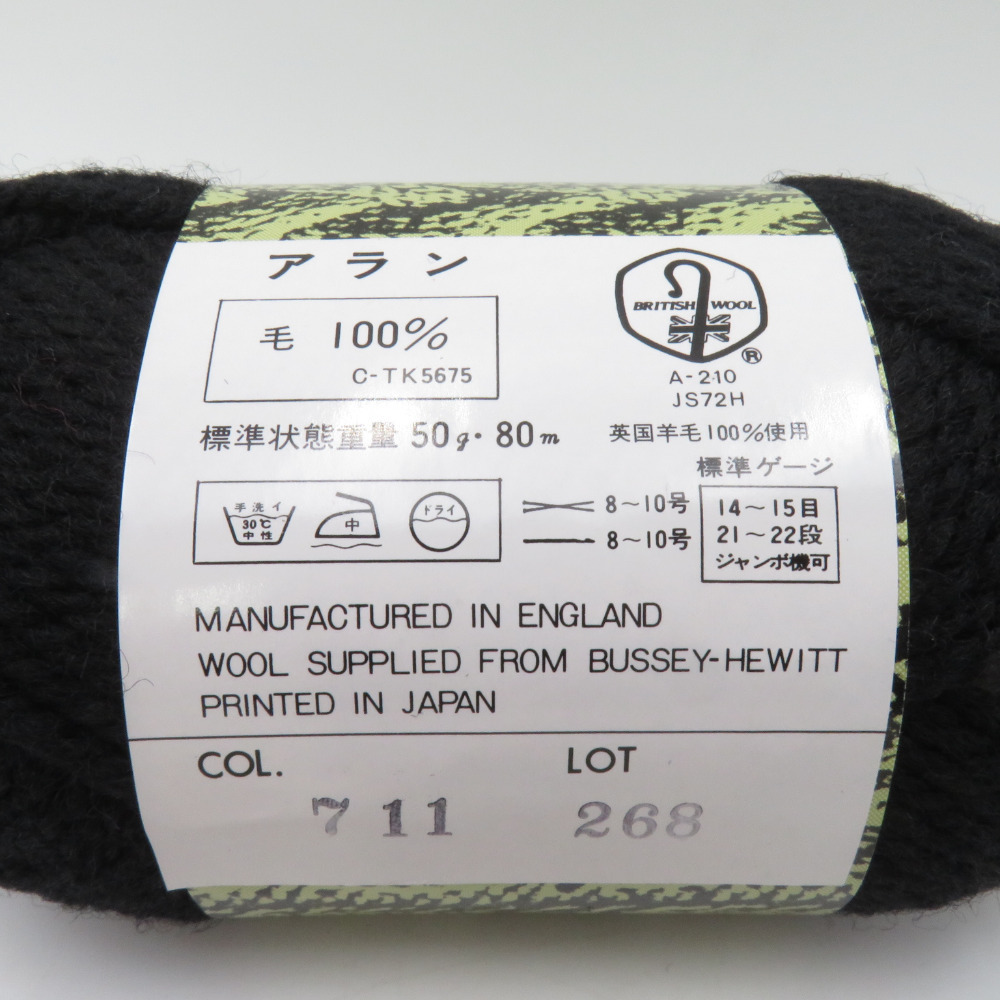 アラン
毛 100%
C-TK5675
BRITISH WOOL
®
A-210
JS72H
標準状態重量 50g・80m
英国羊毛100%使用
標準ゲージ
手洗イ
30℃
中性
中
ドライ
8～10号
8～10号
14～15目
21～22段
ジャンボ機可
MANUFACTURED IN ENGLAND
WOOL SUPPLIED FROM BUSSEY-HEWITT
PRINTED IN JAPAN
COL. LOT
711 268